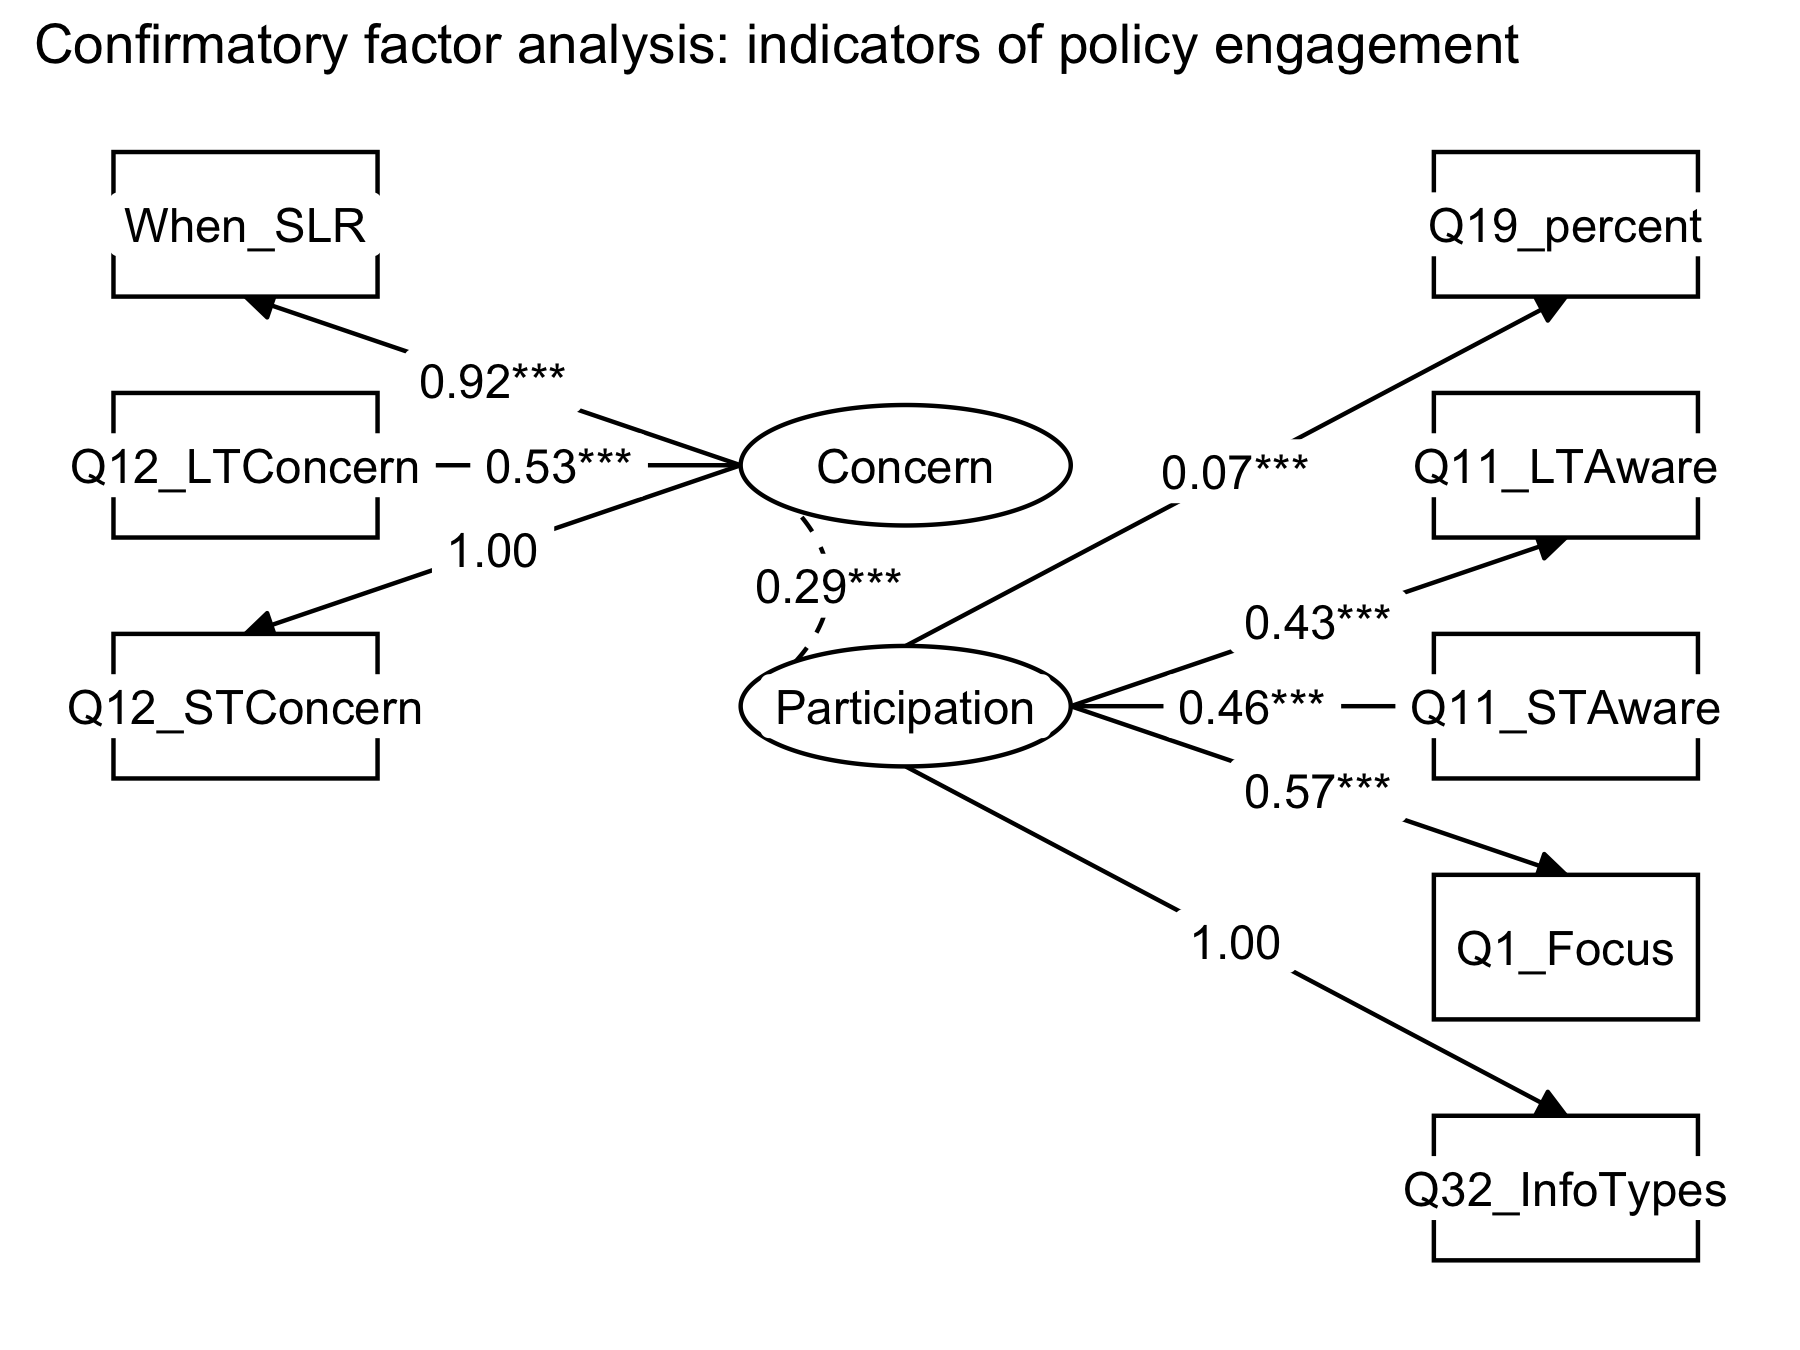 Confirmatory factor analysis: indicators of policy engagement
When_SLR
Q19_percent
0.92***
Q12_LTConcern
0.53***
Concern
0.07***
Q11_LTAware
1.00
0.29***
0.43***
Q12_STConcern
Participation
0.46***
Q11_STAware
0.57***
1.00
Q1_Focus
Q32_InfoTypes